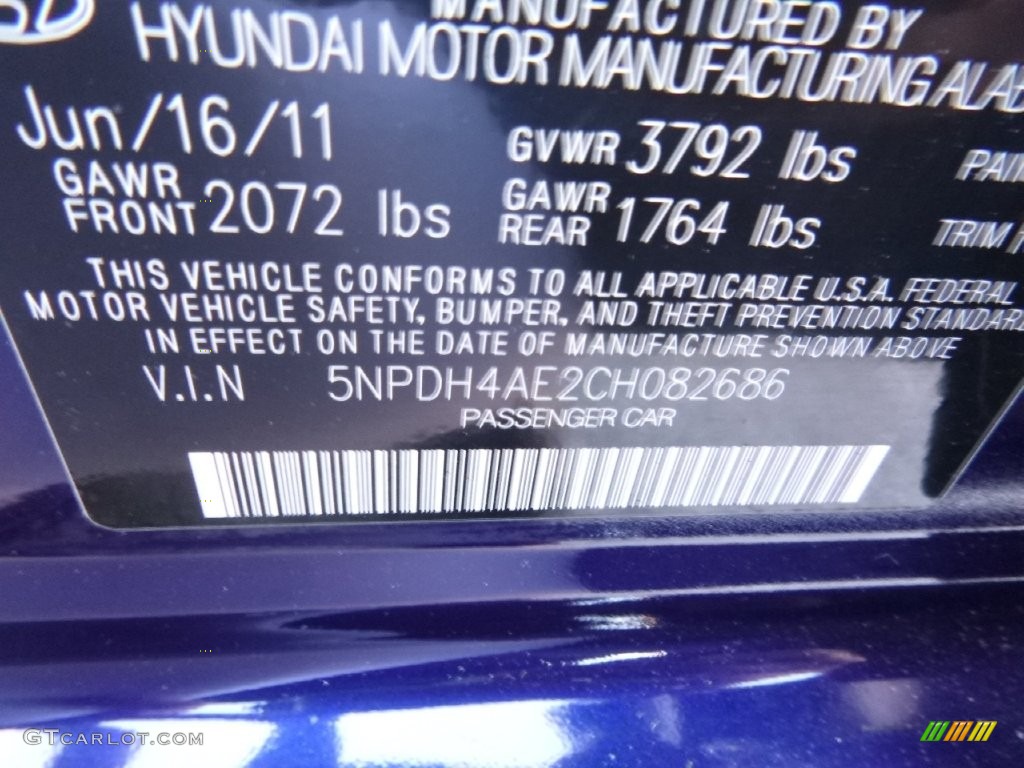 MANUFACTURED BY
HYUNDAI MOTOR MANUFACTURING
Jun/16/11 GVWR 3792 lbs
GAWR FRONT 2072 lbs GAWR REAR 1764 lbs TRIM
THIS VEHICLE CONFORMS TO ALL APPLICABLE U.S.A. FEDERAL
MOTOR VEHICLE SAFETY, BUMPER, AND THEFT PREVENTION STANDARD
IN EFFECT ON THE DATE OF MANUFACTURE SHOWN ABOVE
V.I.N 5NPDH4AE2CH082686
PASSENGER CAR
GTCARLOT.COM